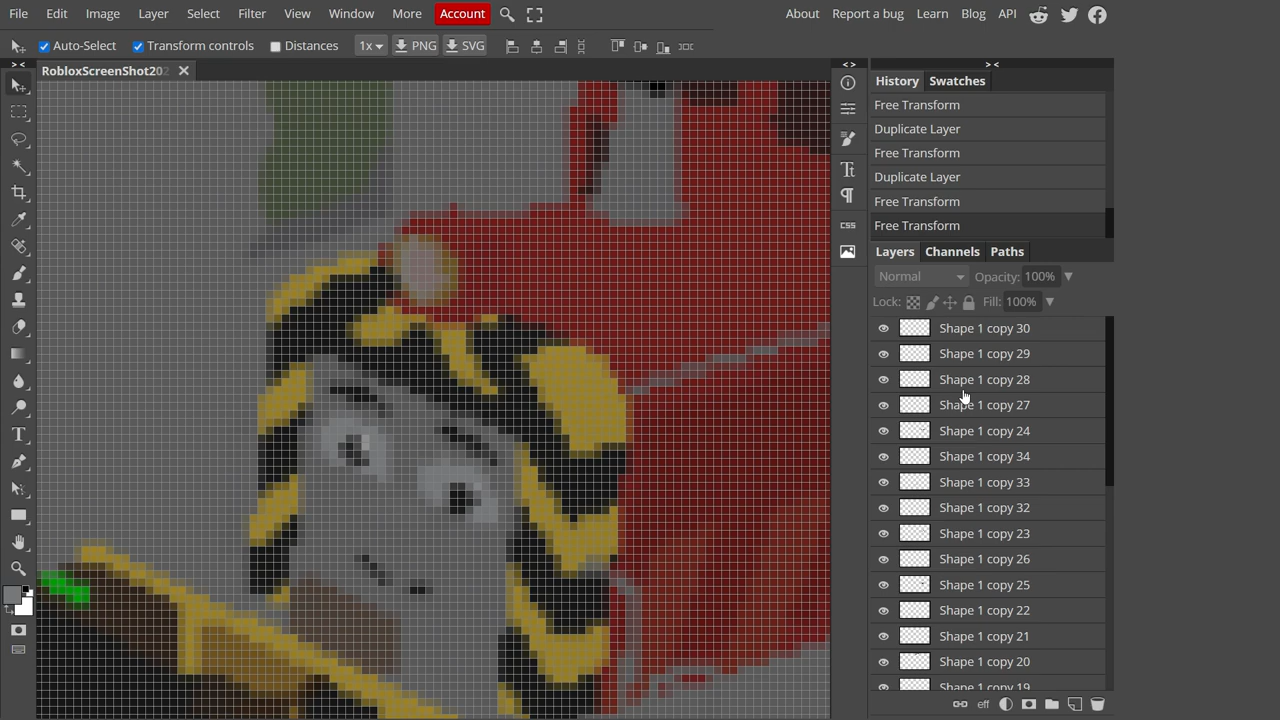 File Edit Image Layer Select Filter View Window More Account About Report a bug Learn Blog API
Auto-Select Transform controls Distances 1x PNG SVG
RobloxScreenShot202
History Swatches
Free Transform
Duplicate Layer
Free Transform
Duplicate Layer
Free Transform
Free Transform
Layers Channels Paths
Normal Opacity: 100%
Lock: Fill: 100%
Shape 1 copy 30
Shape 1 copy 29
Shape 1 copy 28
Shape 1 copy 27
Shape 1 copy 24
Shape 1 copy 34
Shape 1 copy 33
Shape 1 copy 32
Shape 1 copy 23
Shape 1 copy 26
Shape 1 copy 25
Shape 1 copy 22
Shape 1 copy 21
Shape 1 copy 20
Shape 1 copy 19
CSS
eff